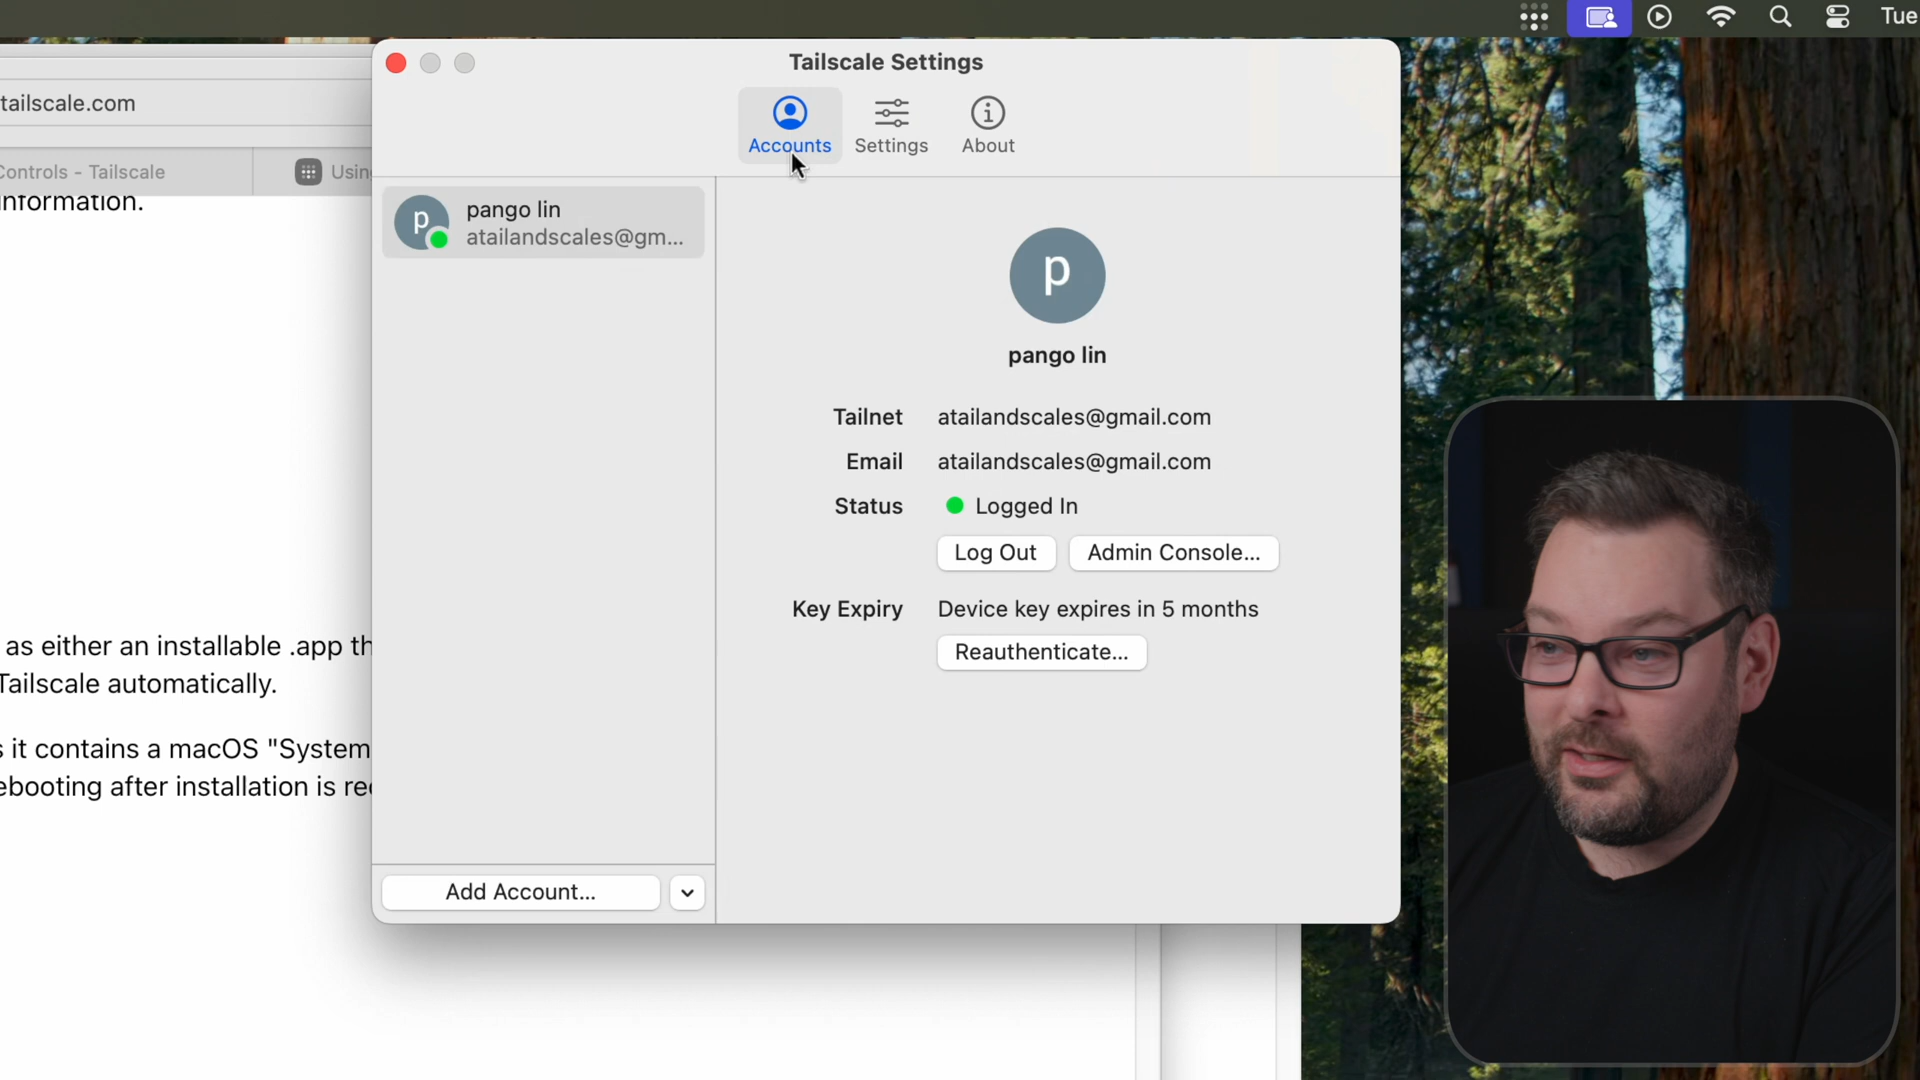 Tue
Tailscale Settings
tailscale.com
Accounts
Settings
About
Controls - Tailscale
Using
information.
p
pango lin
atailandscales@gm...
p
pango lin
Tailnet atailandscales@gmail.com
Email atailandscales@gmail.com
Status Logged In
Log Out
Admin Console...
Key Expiry Device key expires in 5 months
Reauthenticate...
as either an installable .app th
Tailscale automatically.
it contains a macOS "System
ebooting after installation is re
Add Account...